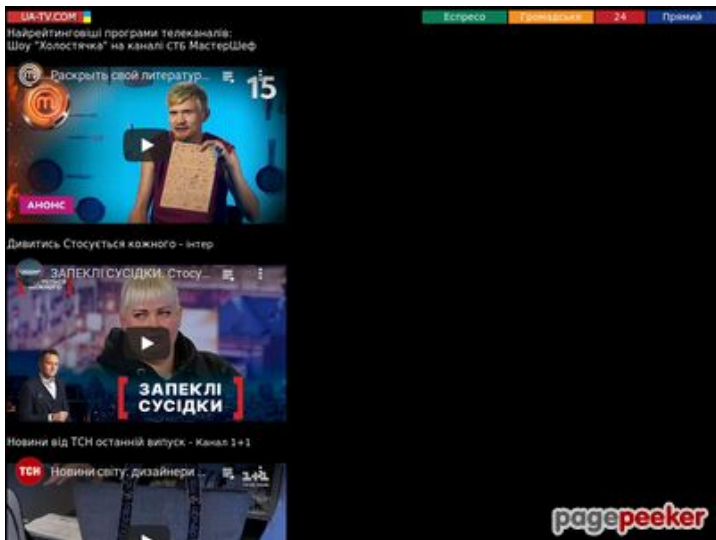 UA-TV.COM
Еспресо Громадське 24 Прямий
Найрейтинговіші програми телеканалів:
Шоу "Холостячка" на каналі СТБ МастерШеф
Раскрыть свой литератур...
15
АНОНС
Дивитись Стосується кожного - інтер
ЗАПЕКЛІ СУСІДКИ. Стосу...
ЗАПЕКЛІ
СУСІДКИ
Новини від ТСН останній випуск - Канал 1+1
ТСН Новини світу: дизайнери ...
1+1
pagepeeker